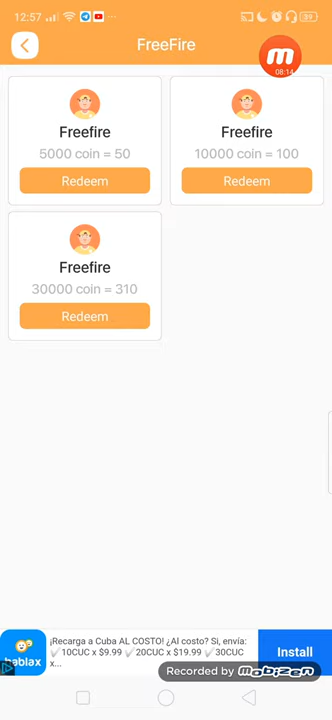 12:57
89
FreeFire
08:14
Freefire
5000 coin = 50
Redeem
Freefire
10000 coin = 100
Redeem
Freefire
30000 coin = 310
Redeem
¡Recarga a Cuba AL COSTO! ¿Al costo? Si, envía:
✓10CUC x $9.99 ✓20CUC x $19.99 ✓30CUC
x...
hablax
Install
Recorded by mobizen